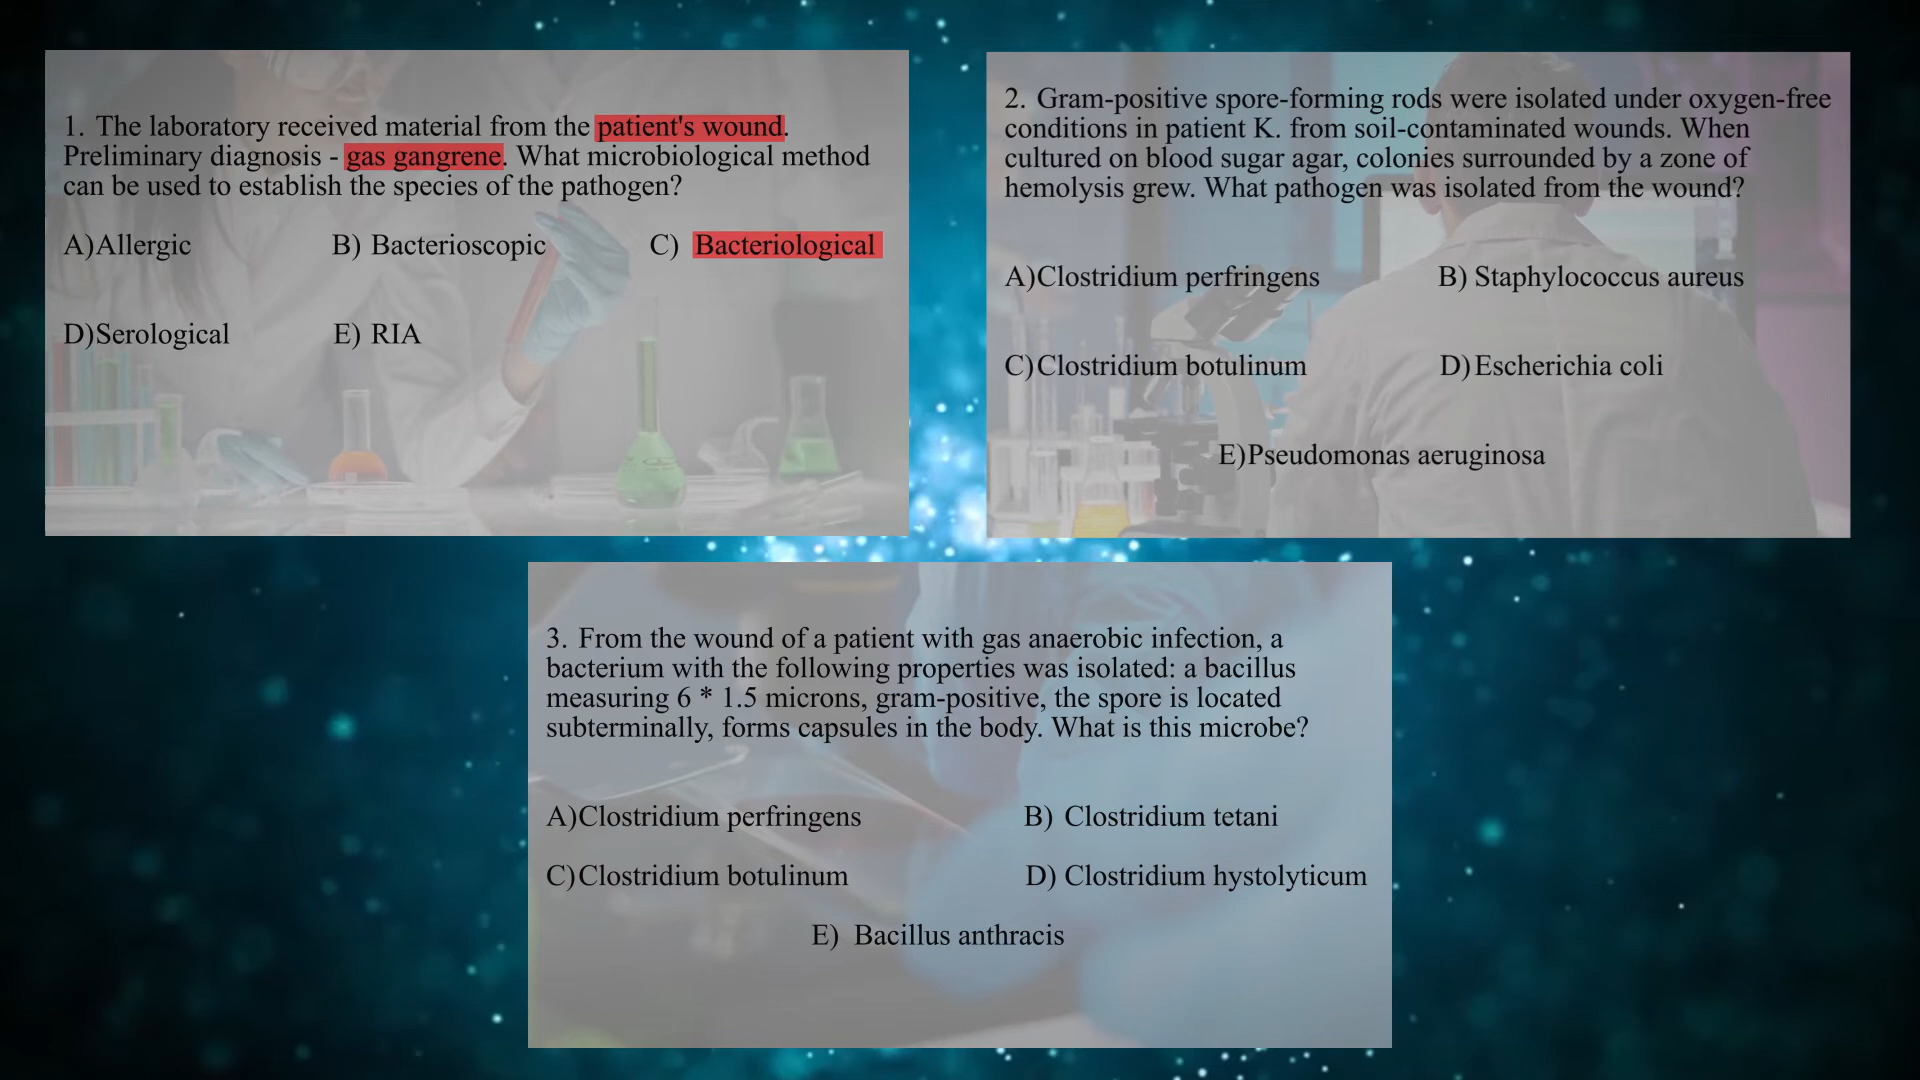 1. The laboratory received material from the patient's wound.
Preliminary diagnosis - gas gangrene. What microbiological method
can be used to establish the species of the pathogen?
A)Allergic B) Bacterioscopic C) Bacteriological
D)Serological E) RIA
2. Gram-positive spore-forming rods were isolated under oxygen-free
conditions in patient K. from soil-contaminated wounds. When
cultured on blood sugar agar, colonies surrounded by a zone of
hemolysis grew. What pathogen was isolated from the wound?
A)Clostridium perfringens B) Staphylococcus aureus
C)Clostridium botulinum D)Escherichia coli
E)Pseudomonas aeruginosa
3. From the wound of a patient with gas anaerobic infection, a
bacterium with the following properties was isolated: a bacillus
measuring 6 * 1.5 microns, gram-positive, the spore is located
subterminally, forms capsules in the body. What is this microbe?
A)Clostridium perfringens B) Clostridium tetani
C)Clostridium botulinum D) Clostridium hystolyticum
E) Bacillus anthracis